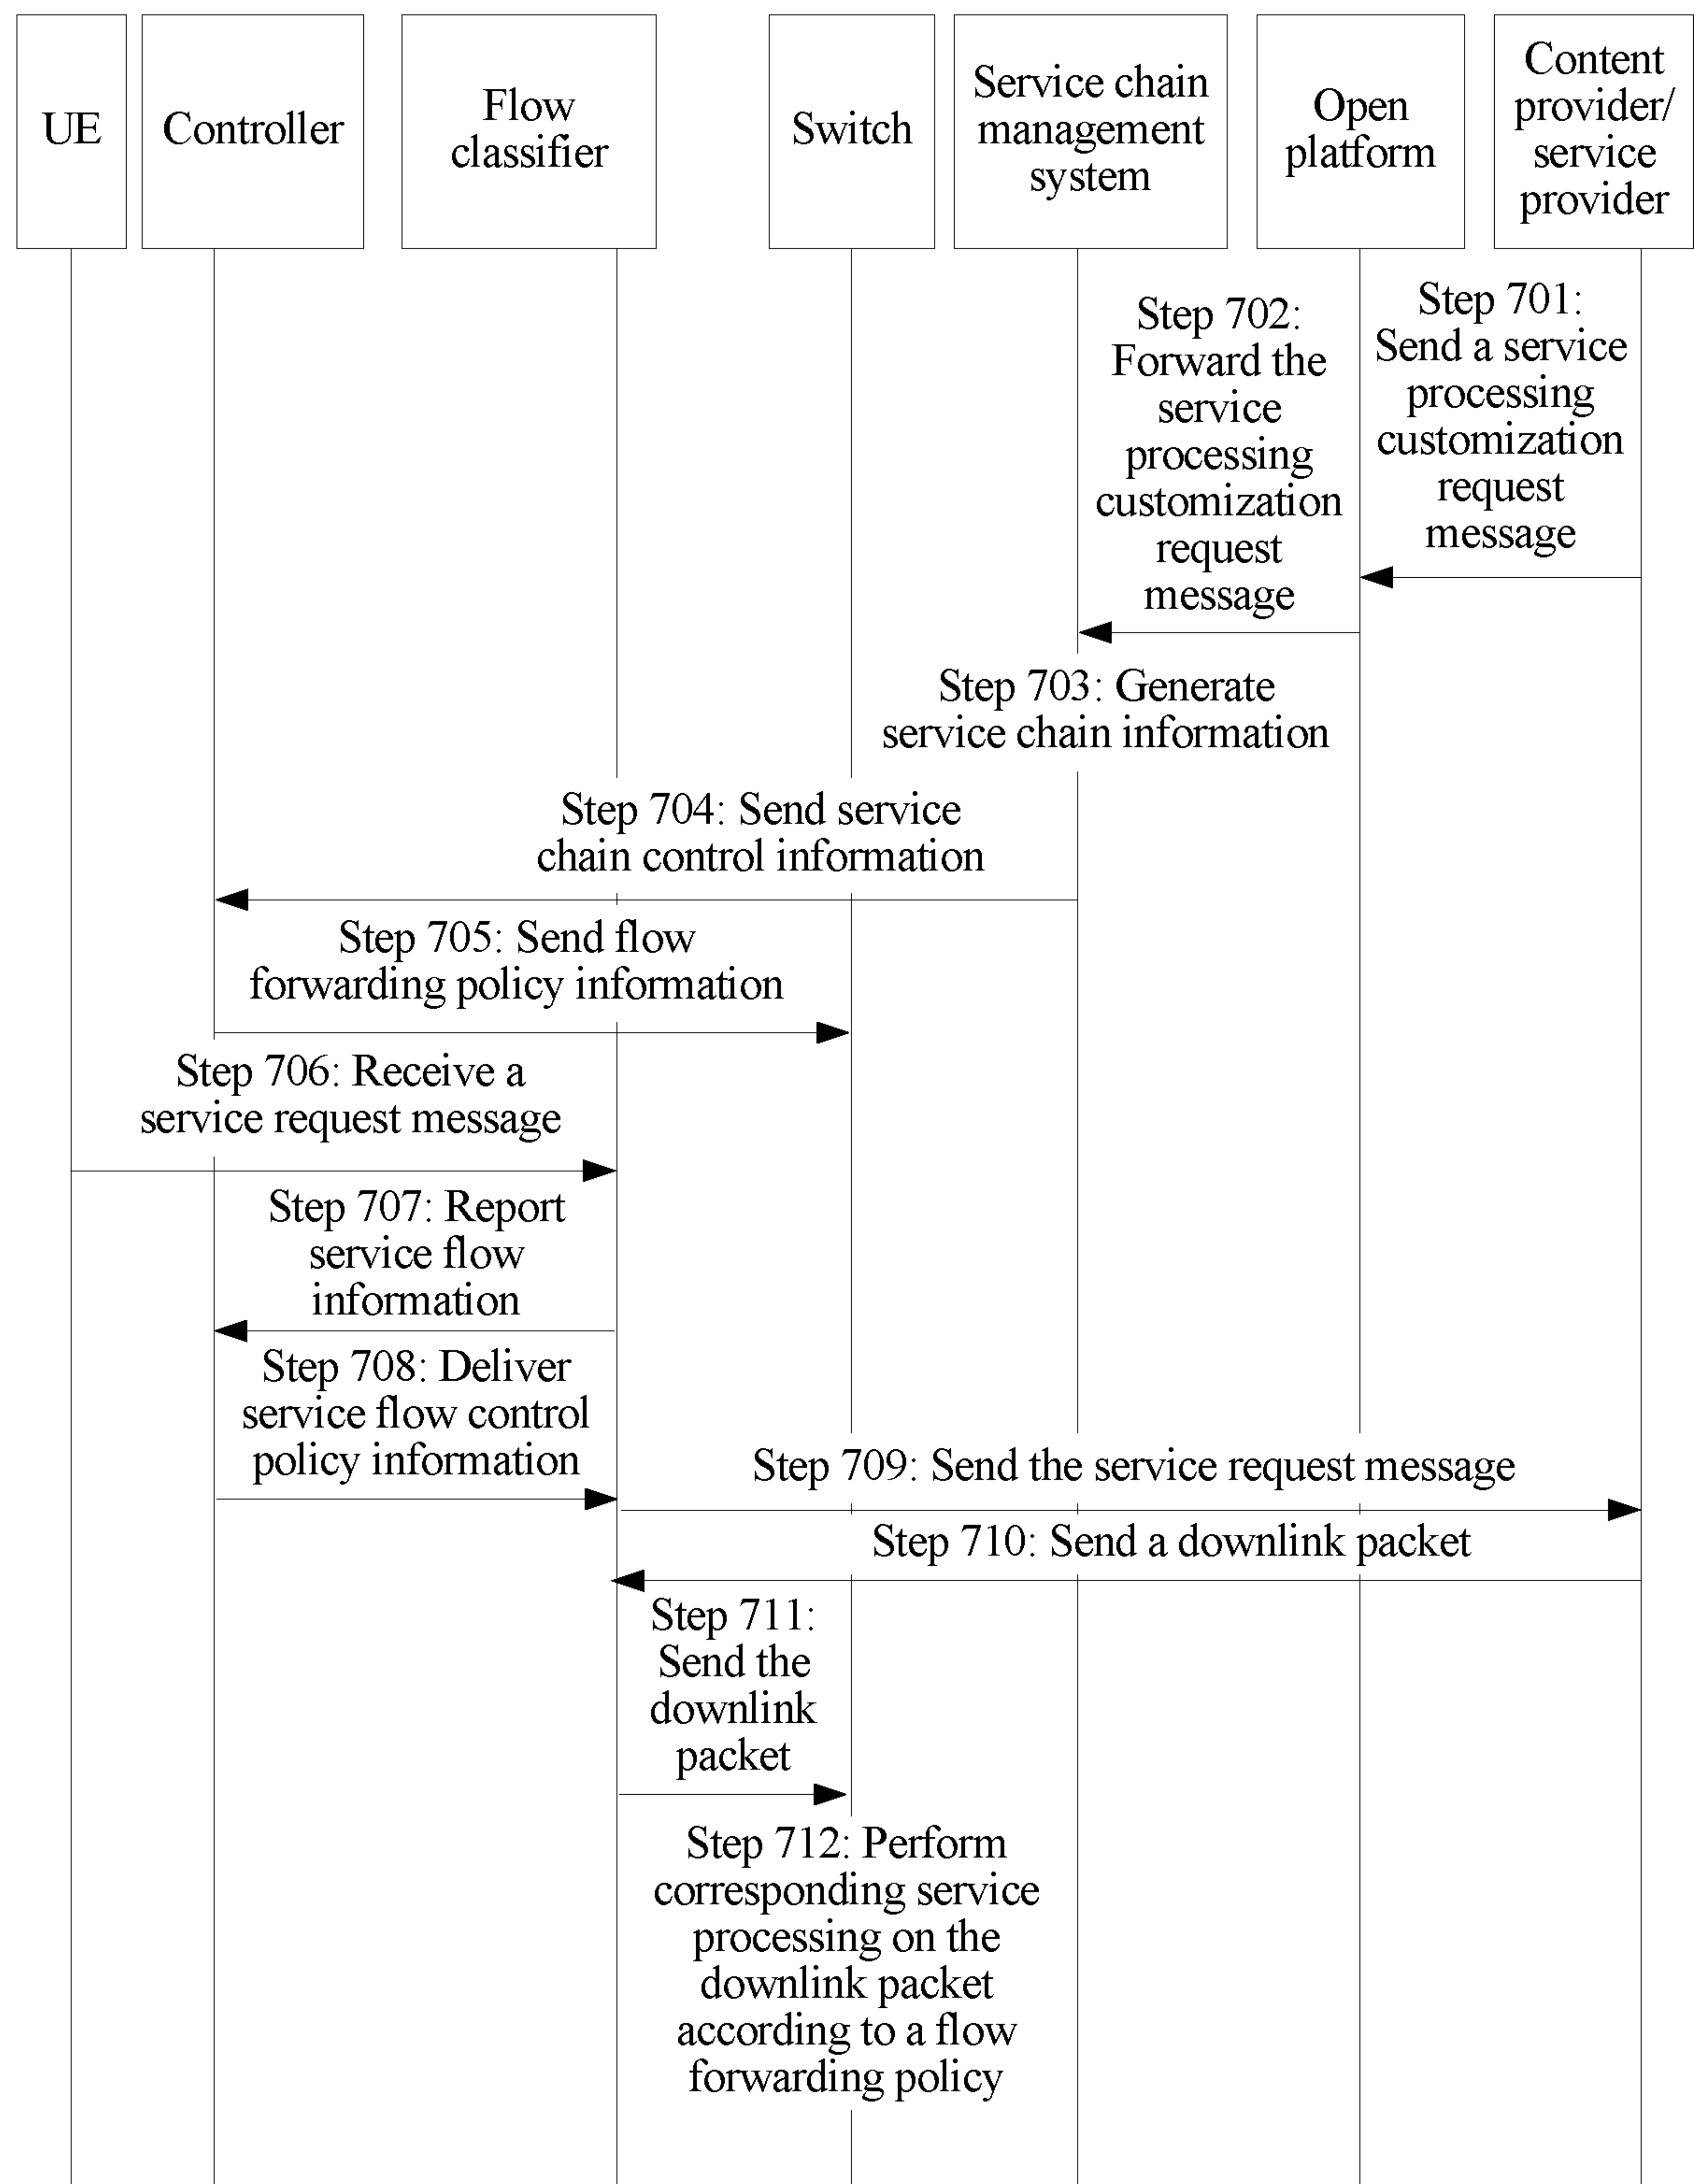 UE
Controller
Flow
classifier
Switch
Service chain
management
system
Open
platform
Content
provider/
service
provider
Step 701:
Send a service
processing
customization
request
message
Step 702:
Forward the
service
processing
customization
request
message
Step 703: Generate
service chain information
Step 704: Send service
chain control information
Step 705: Send flow
forwarding policy information
Step 706: Receive a
service request message
Step 707: Report
service flow
information
Step 708: Deliver
service flow control
policy information
Step 709: Send the service request message
Step 710: Send a downlink packet
Step 711:
Send the
downlink
packet
Step 712: Perform
corresponding service
processing on the
downlink packet
according to a flow
forwarding policy